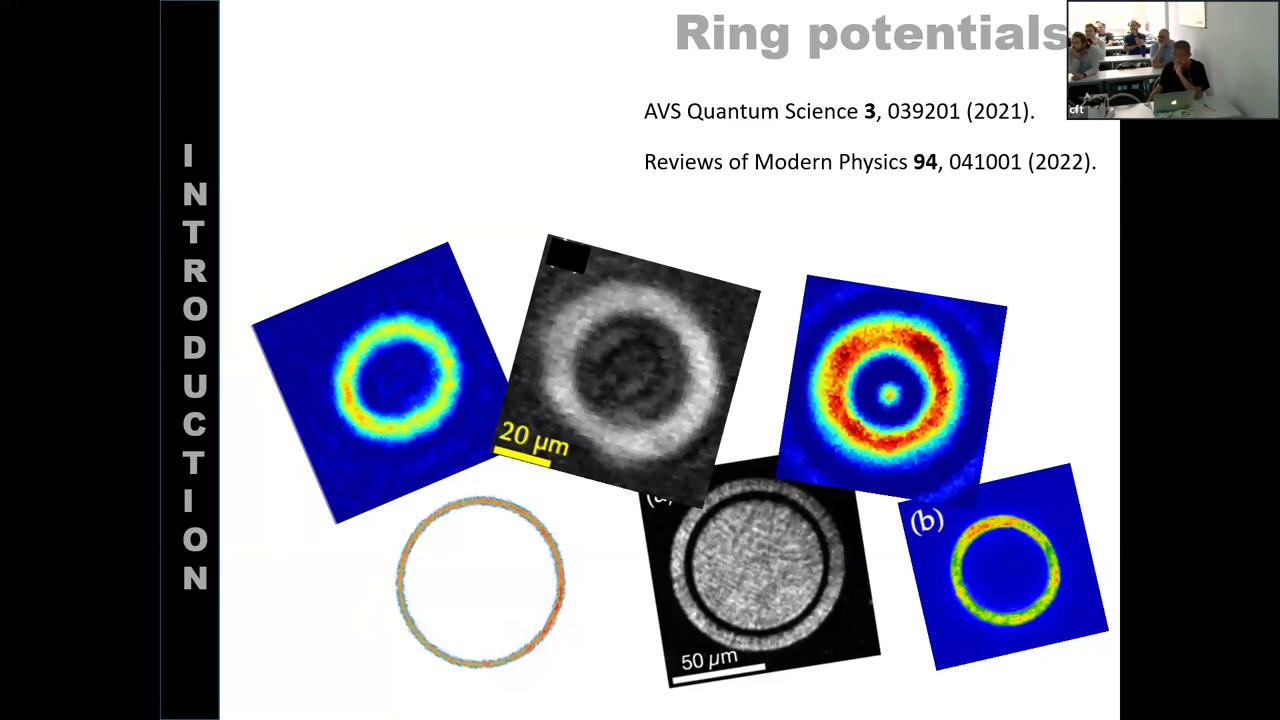 Ring potentials
AVS Quantum Science 3, 039201 (2021).
Reviews of Modern Physics 94, 041001 (2022).
cft
INTRODUCTION
20 µm
(a)
(b)
50 µm